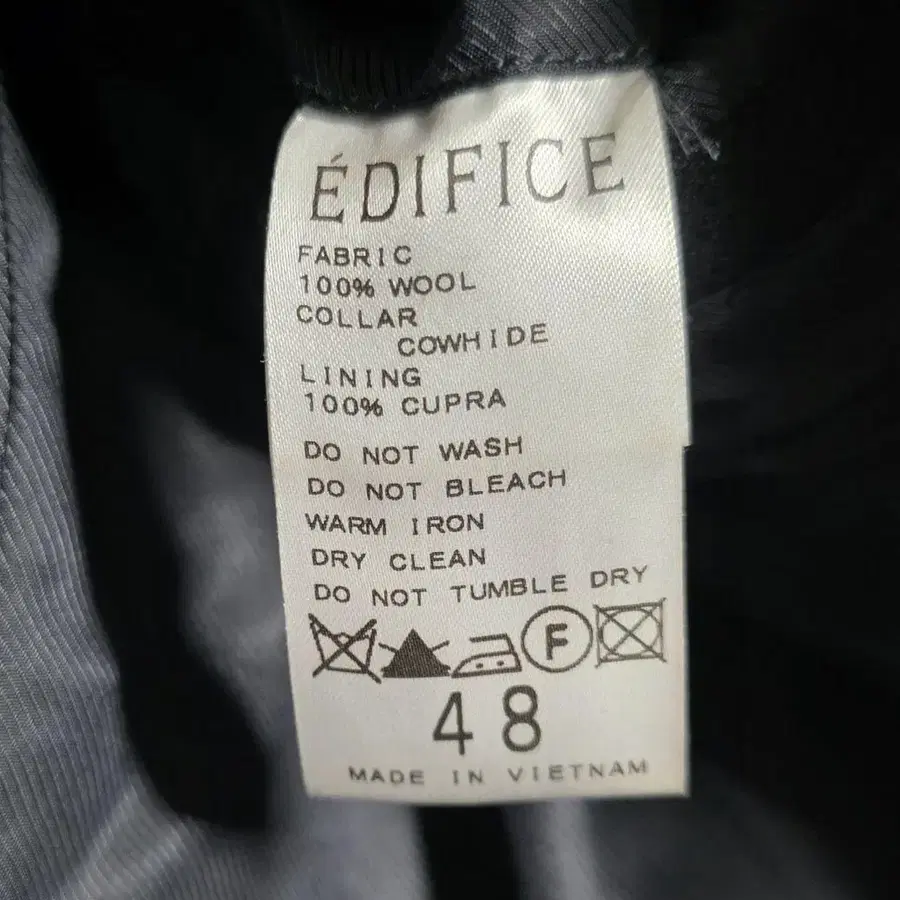 ÉDIFICE
FABRIC
100% WOOL
COLLAR
COWHIDE
LINING
100% CUPRA
DO NOT WASH
DO NOT BLEACH
WARM IRON
DRY CLEAN
DO NOT TUMBLE DRY
F
48
MADE IN VIETNAM